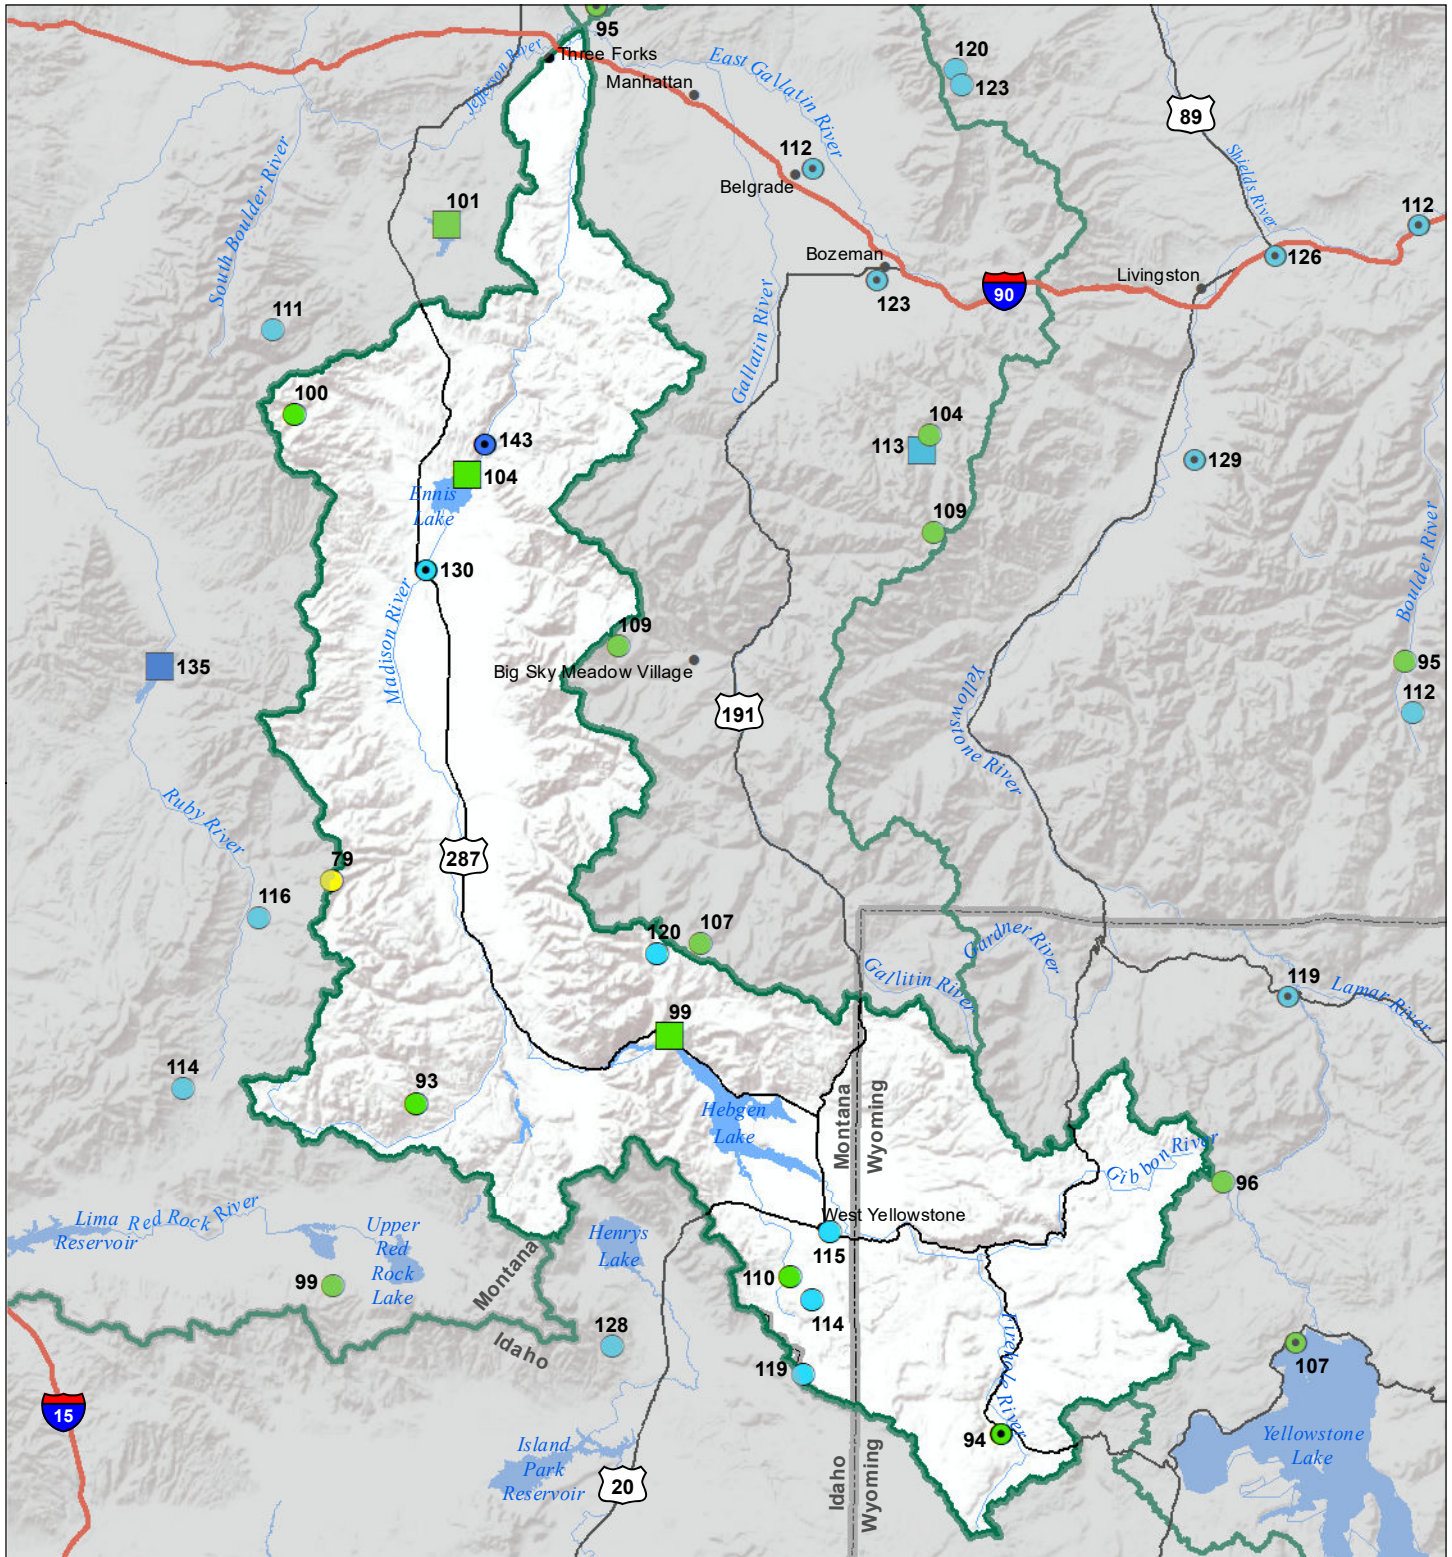 95
Three Forks
Jefferson River
Manhattan
East Gallatin River
120
123
89
Shields River
112
Belgrade
101
South Boulder River
112
Bozeman
126
Livingston
123
90
111
Gallatin River
100
104
143
113
104
129
Ennis
Lake
109
Boulder River
130
Madison River
109
95
135
Big Sky Meadow Village
112
191
Yellowstone River
Ruby River
79
287
116
120
107
Gardner River
Gallitin River
119
Lamar River
99
114
93
Hebgen
Lake
Montana
Wyoming
Gibbon River
96
Lima
Reservoir
Red Rock River
Upper
Red
Rock
Lake
Henrys
Lake
West Yellowstone
115
Montana
99
110
114
Idaho
128
Firehole River
107
119
15
94
Yellowstone
Lake
Island
Park
Reservoir
20
Idaho
Wyoming